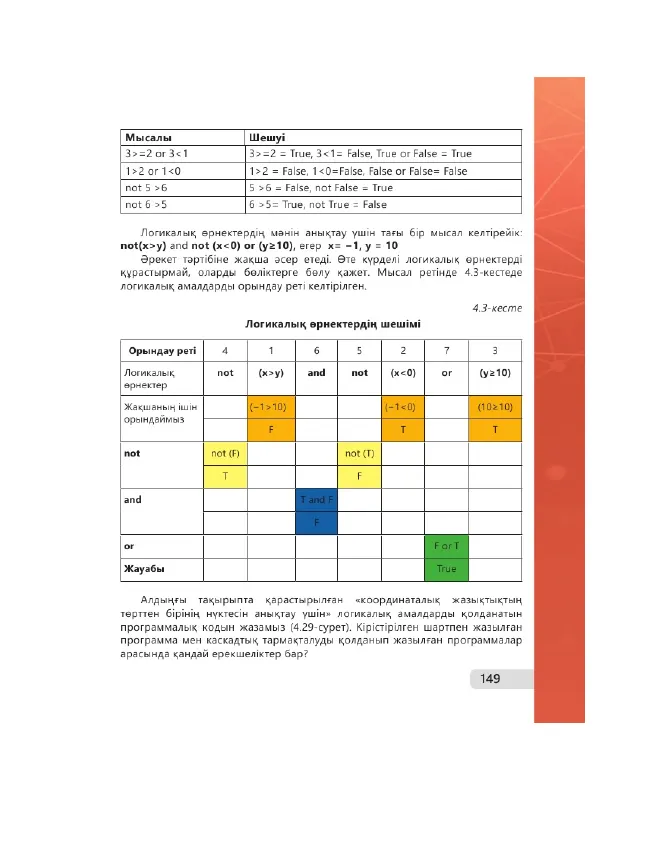 Мысалы Шешуі
3>=2 or 3<1 3>=2 = True, 3<1= False, True or False = True
1>2 or 1<0 1>2 = False, 1<0=False, False or False= False
not 5 >6 5 >6 = False, not False = True
not 6 >5 6 >5= True, not True = False
Логикалық өрнектердің мәнін анықтау үшін тағы бір мысал келтірейік:
not(x>y) and not (x<0) or (y≥10), егер x= −1, y = 10
Әрекет тәртібіне жақша әсер етеді. Өте күрделі логикалық өрнектерді
құрастырмай, оларды бөліктерге бөлу қажет. Мысал ретінде 4.3-кестеде
логикалық амалдарды орындау реті келтірілген.
4.3-кесте
Логикалық өрнектердің шешімі
Орындау реті 4 1 6 5 2 7 3
Логикалық not (x>y) and not (x<0) or (y≥10)
өрнектер
Жақшаның ішін (−1>10) (−1<0) (10≥10)
орындаймыз
F T T
not not (F) not (T)
T F
and T and F
F
or F or T
Жауабы True
Алдыңғы тақырыпта қарастырылған «координаталық жазықтықтың
төрттен бірінің нүктесін анықтау үшін» логикалық амалдарды қолданатын
программалық кодын жазамыз (4.29-сурет). Кірістірілген шартпен жазылған
программа мен каскадтық тармақталуды қолданып жазылған программалар
арасында қандай ерекшеліктер бар?
149